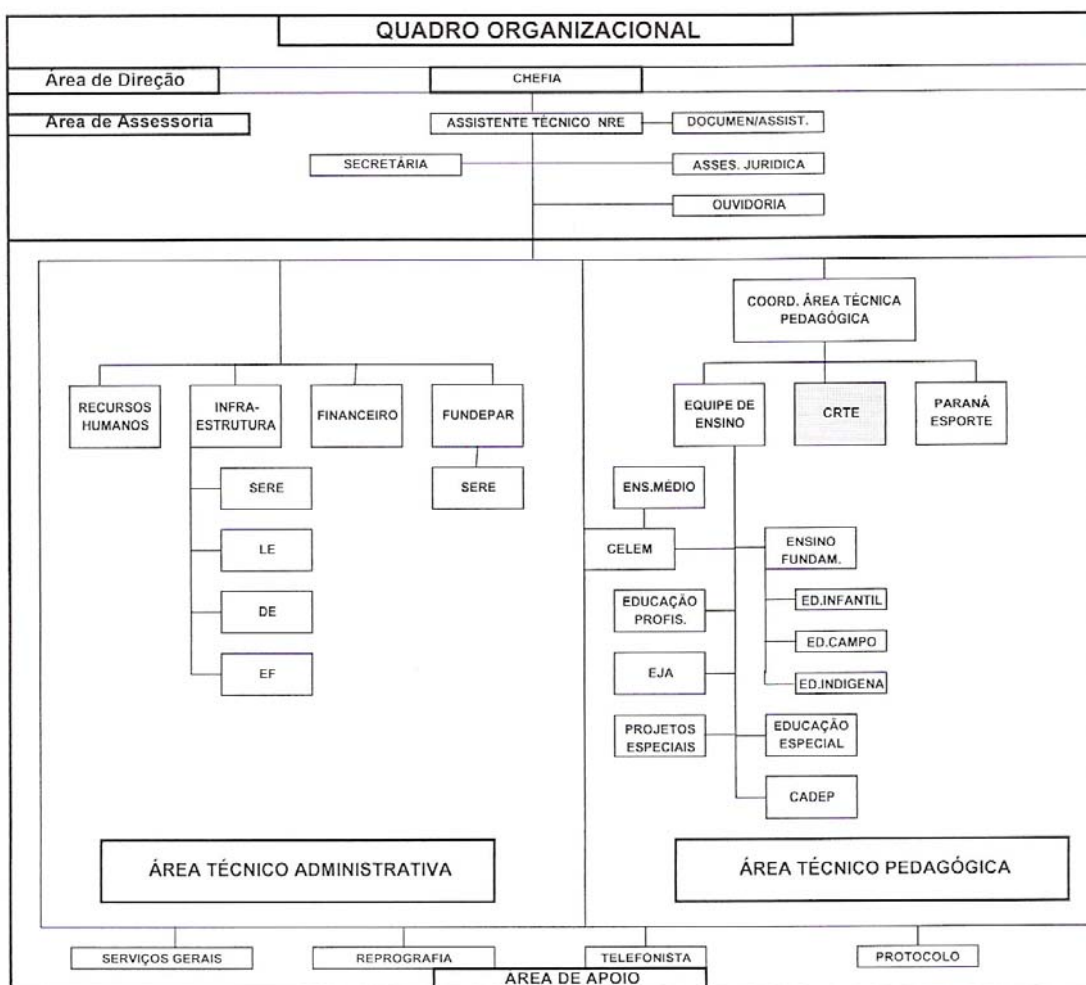 QUADRO ORGANIZACIONAL
Área de Direção
CHEFIA
Área de Assessoria
ASSISTENTE TÉCNICO NRE
DOCUMEN/ASSIST.
SECRETÁRIA
ASSES. JURIDICA
OUVIDORIA
COORD. ÁREA TÉCNICA
PEDAGÓGICA
RECURSOS
HUMANOS
INFRA-
ESTRUTURA
FINANCEIRO
FUNDEPAR
EQUIPE DE
ENSINO
CRTE
PARANÁ
ESPORTE
SERE
SERE
ENS.MÉDIO
LE
CELEM
ENSINO
FUNDAM.
DE
EDUCAÇÃO
PROFIS.
ED.INFANTIL
ED.CAMPO
EF
EJA
ED.INDIGENA
PROJETOS
ESPECIAIS
EDUCAÇÃO
ESPECIAL
CADEP
ÁREA TÉCNICO ADMINISTRATIVA
ÁREA TÉCNICO PEDAGÓGICA
SERVIÇOS GERAIS
REPROGRAFIA
TELEFONISTA
PROTOCOLO
ÁREA DE APOIO